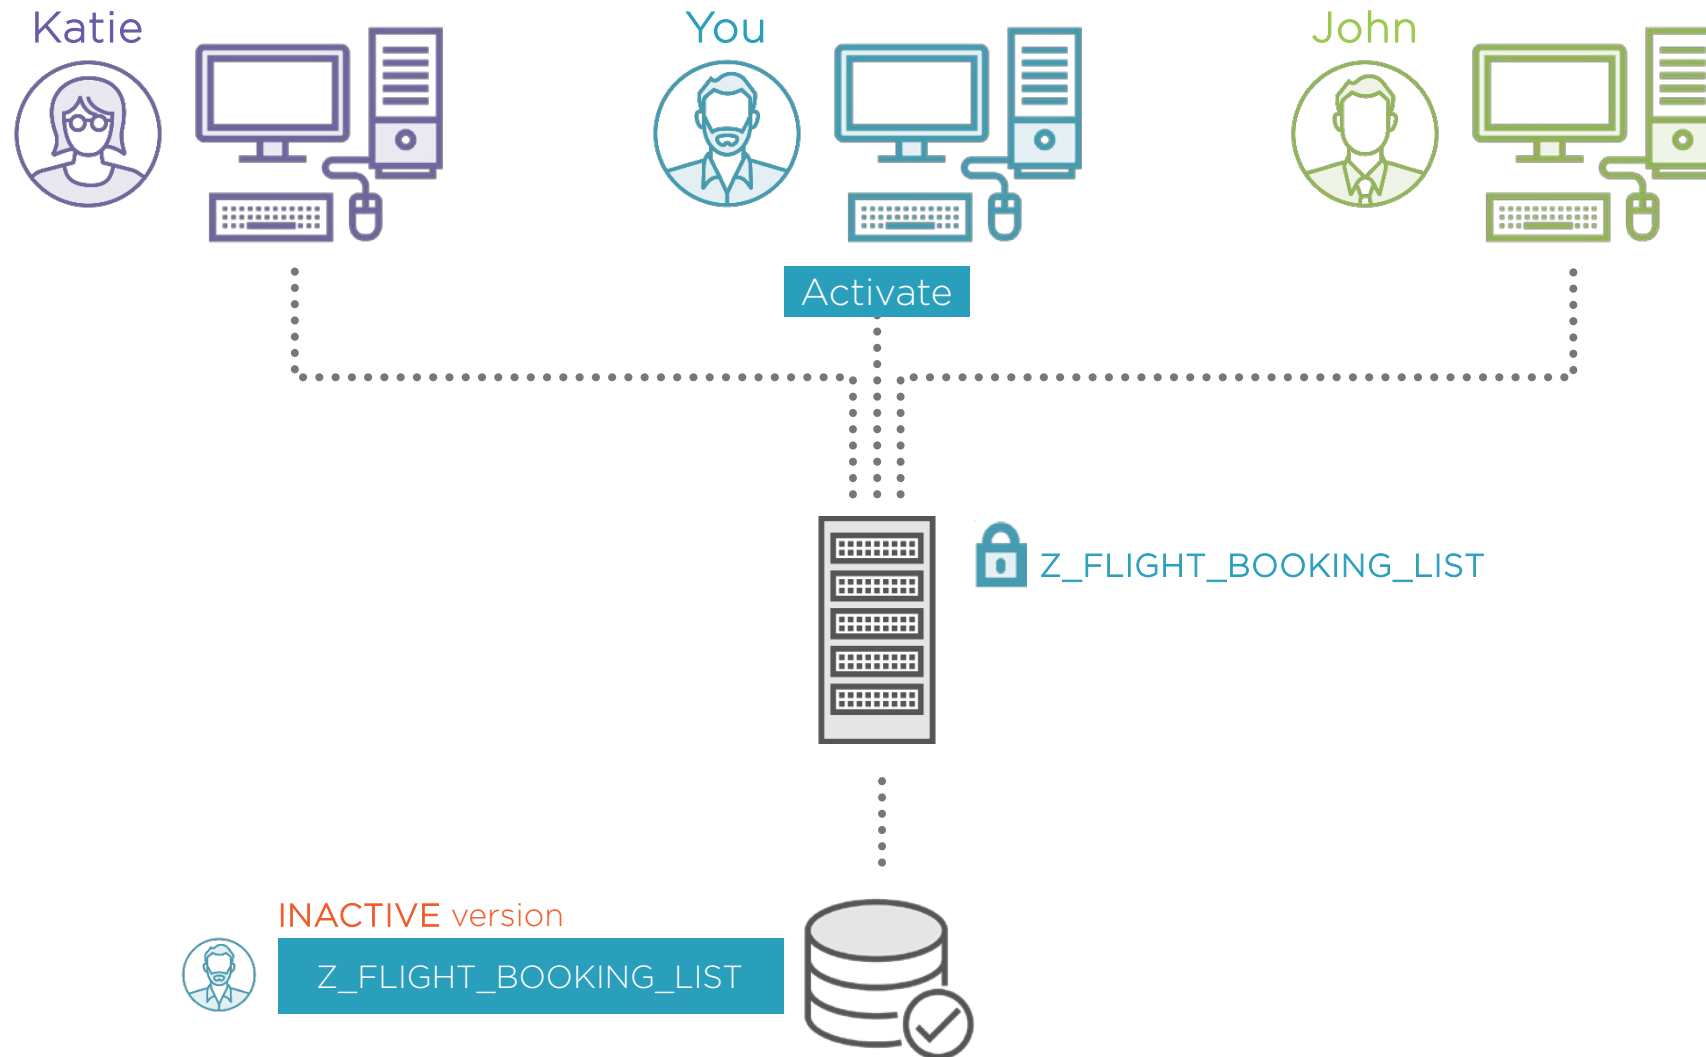 Katie
You
John
Activate
Z_FLIGHT_BOOKING_LIST
INACTIVE version
Z_FLIGHT_BOOKING_LIST